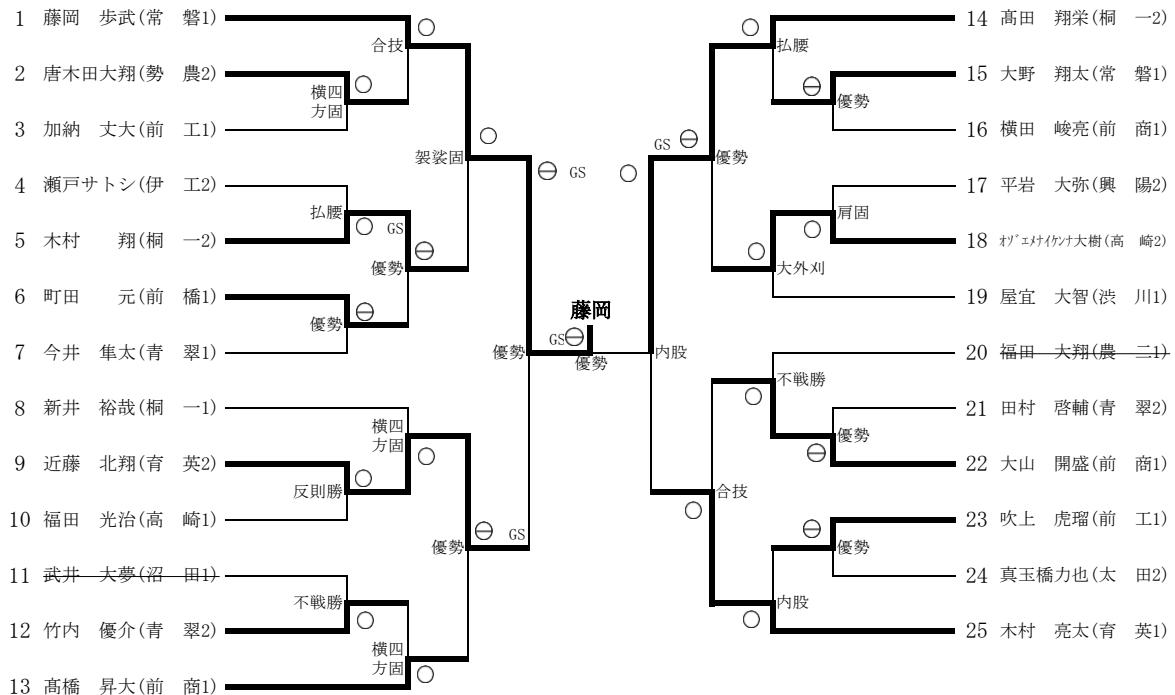 1 藤岡 歩武(常 磐1)
合技
2 唐木田大翔(勢 農2)
横四
方固
3 加納 丈大(前 工1)
袈裟固
GS
4 瀬戸サトシ(伊 工2)
払腰
GS
5 木村 翔(桐 一2)
優勢
6 町田 元(前 橋1)
優勢
7 今井 隼太(青 翠1)
優勢
8 新井 裕哉(桐 一1)
横四
方固
9 近藤 北翔(育 英2)
反則勝
10 福田 光治(高 崎1)
GS
優勢
11 武井 大夢(沼 田1)
不戦勝
12 竹内 優介(青 翠2)
横四
方固
13 髙橋 昇大(前 商1)
藤岡
GS
優勢
14 髙田 翔栄(桐 一2)
払腰
15 大野 翔太(常 磐1)
優勢
16 横田 峻亮(前 商1)
GS
優勢
17 平岩 大弥(興 陽2)
肩固
18 オゾエメナイケンナ大樹(高 崎2)
大外刈
19 屋宜 大智(渋 川1)
内股
20 福田 大翔(農 二1)
不戦勝
21 田村 啓輔(青 翠2)
優勢
22 大山 開盛(前 商1)
合技
23 吹上 虎瑠(前 工1)
優勢
24 真玉橋力也(太 田2)
内股
25 木村 亮太(育 英1)